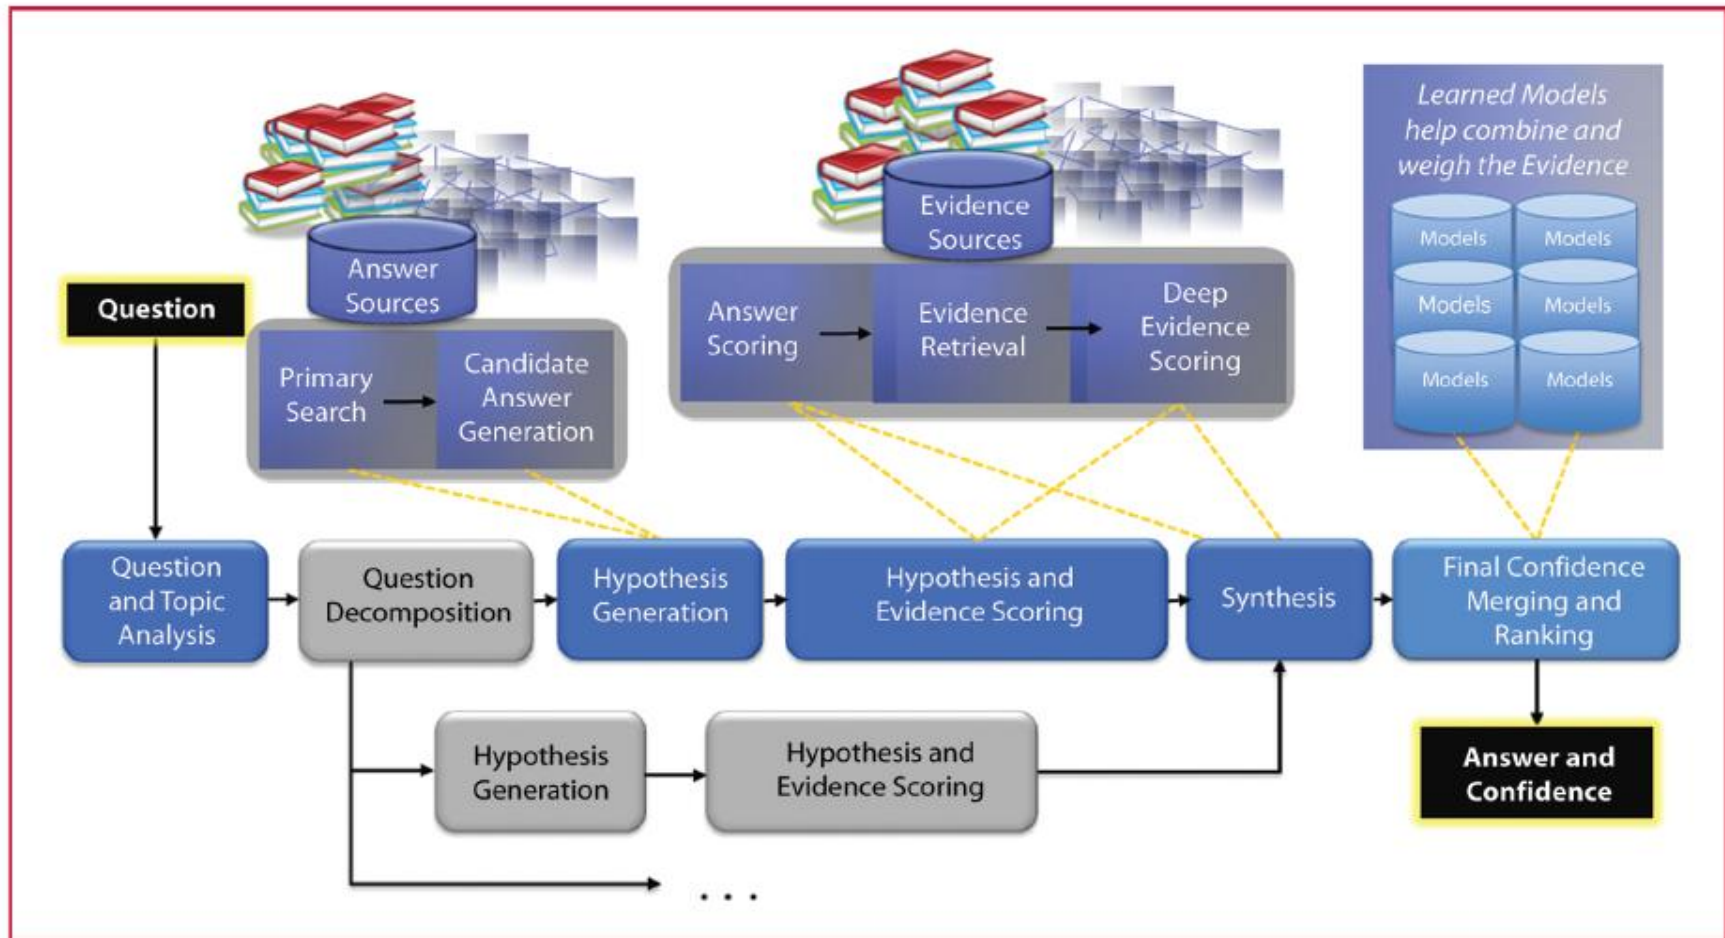 Learned Models
help combine and
weigh the Evidence
Evidence
Sources
Models
Models
Models
Models
Models
Models
Answer
Sources
Question
Primary
Search
Candidate
Answer
Generation
Answer
Scoring
Evidence
Retrieval
Deep
Evidence
Scoring
Question
and Topic
Analysis
Question
Decomposition
Hypothesis
Generation
Hypothesis and
Evidence Scoring
Synthesis
Final Confidence
Merging and
Ranking
Hypothesis
Generation
Hypothesis and
Evidence Scoring
Answer and
Confidence
. . .